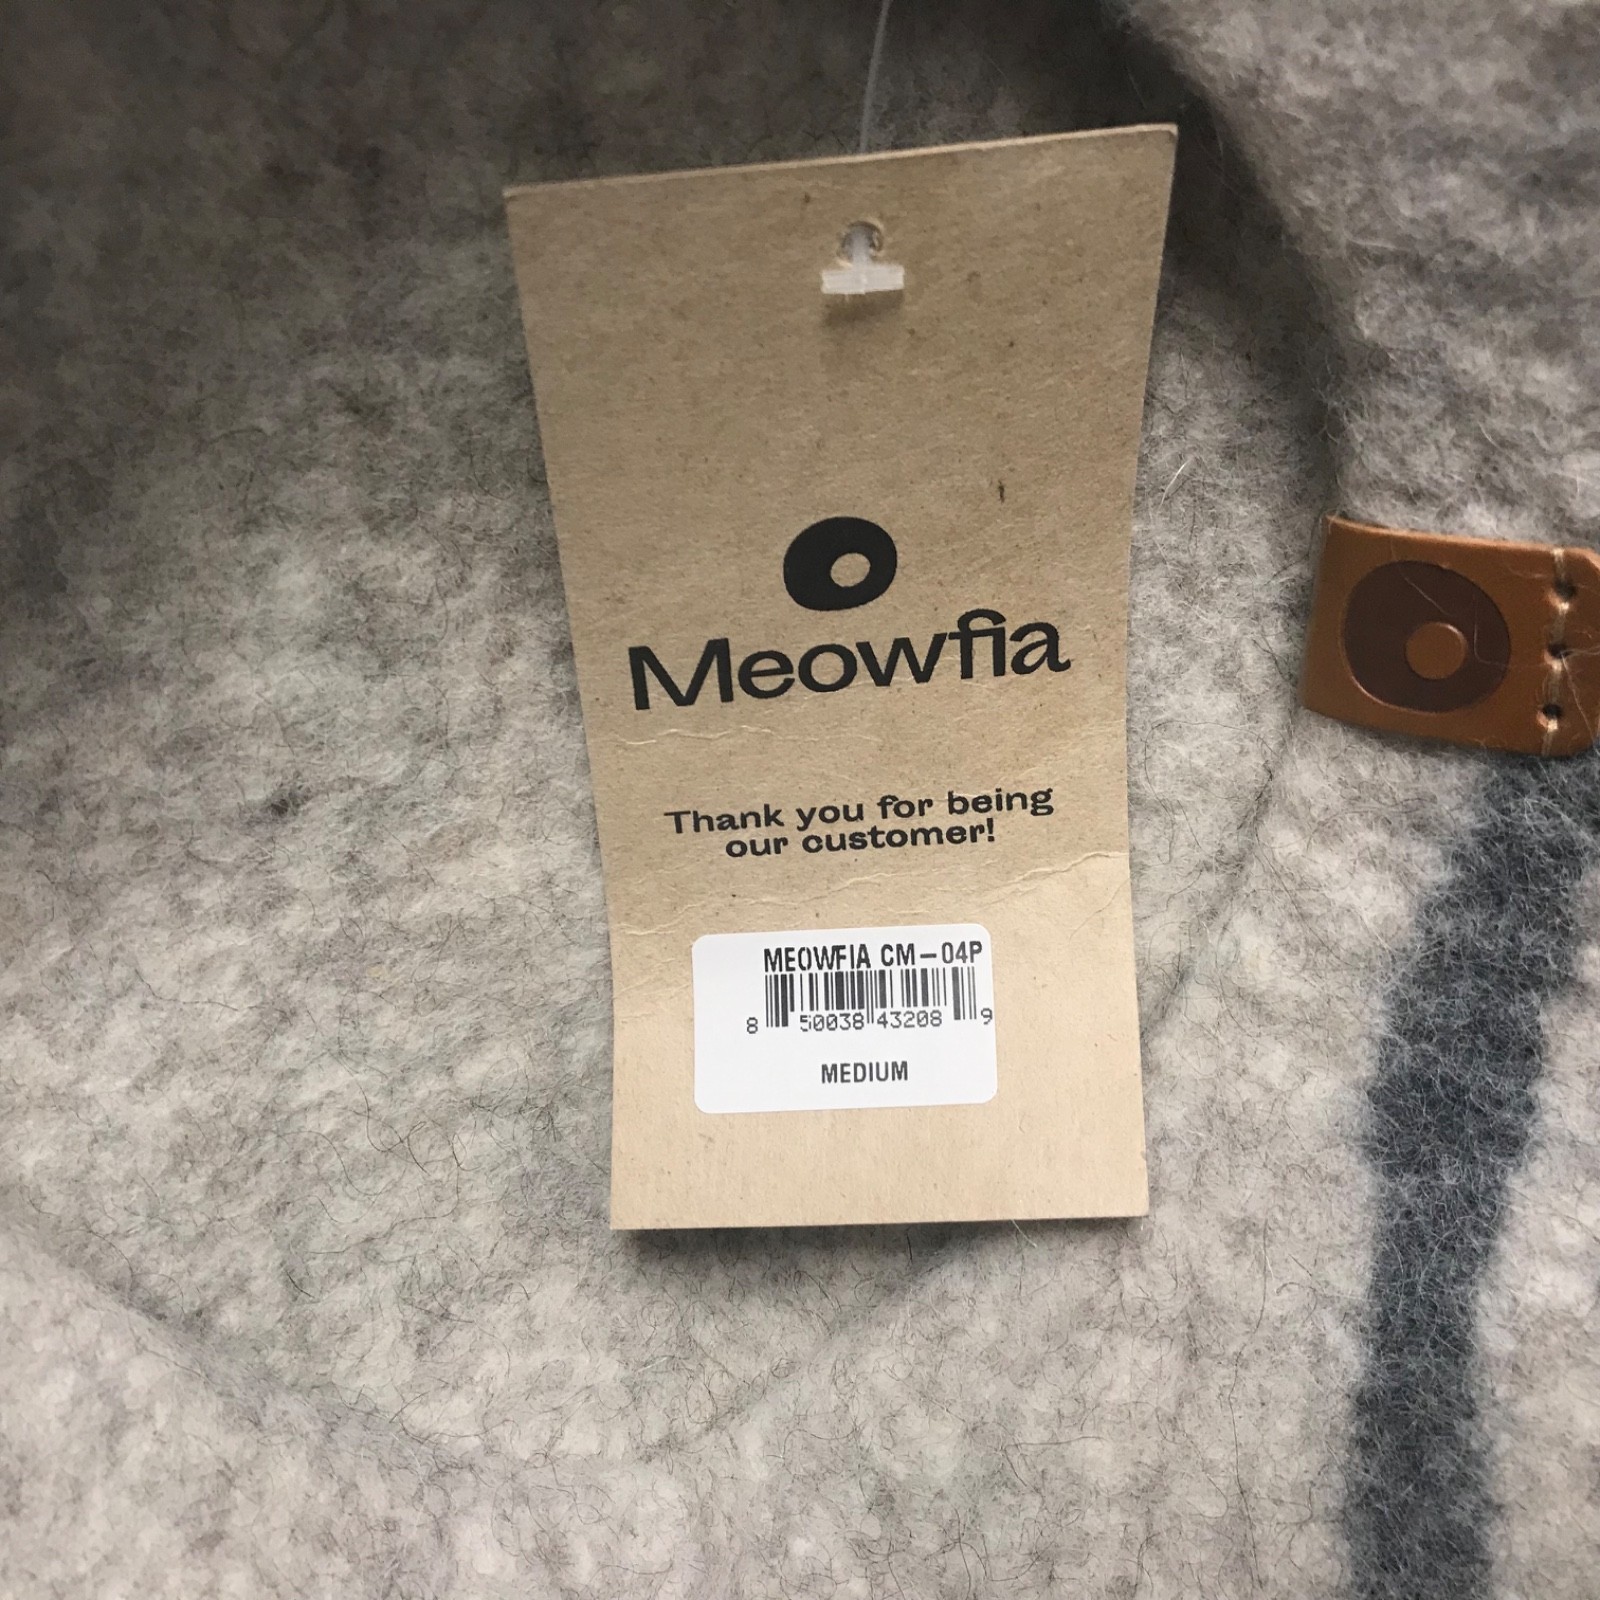 Meowfia
Thank you for being
our customer!
MEOWFIA CM-04P
8 50038 43208 9
MEDIUM